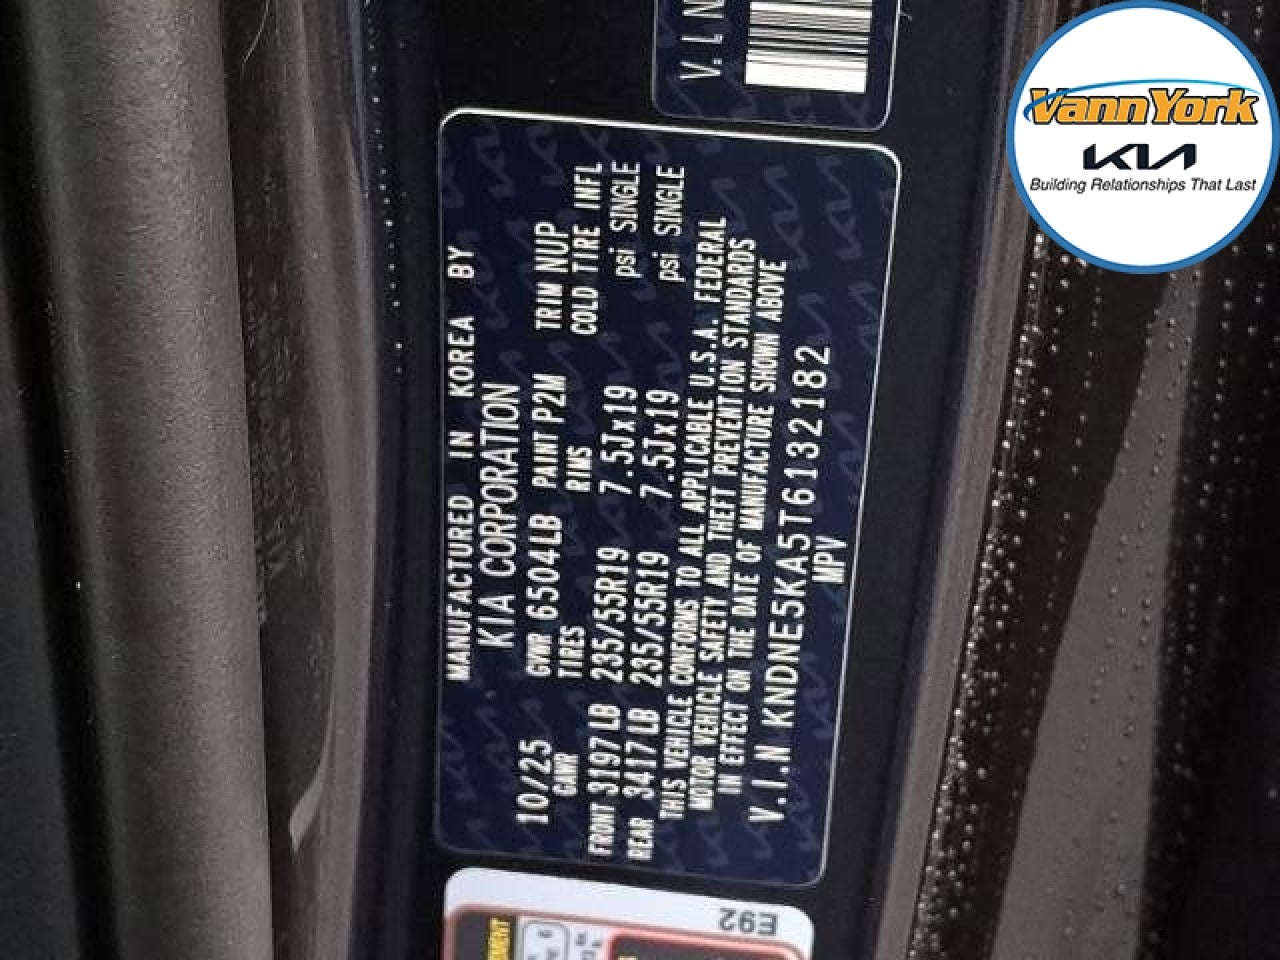 VannYork
KIA
Building Relationships That Last
V.I.N
MANUFACTURED IN KOREA BY
KIA CORPORATION
10/25 GVWR 6504LB PAINT P2M TRIM NUP
GAWR TIRES RIMS COLD TIRE INFL
FRONT 3197LB 235/55R19 7.5Jx19 psi SINGLE
REAR 3417LB 235/55R19 7.5Jx19 psi SINGLE
THIS VEHICLE CONFORMS TO ALL APPLICABLE U.S.A. FEDERAL
MOTOR VEHICLE SAFETY AND THEFT PREVENTION STANDARDS
IN EFFECT ON THE DATE OF MANUFACTURE SHOWN ABOVE
V.I.N KNDNE5KA5T6132182
MPV
E92